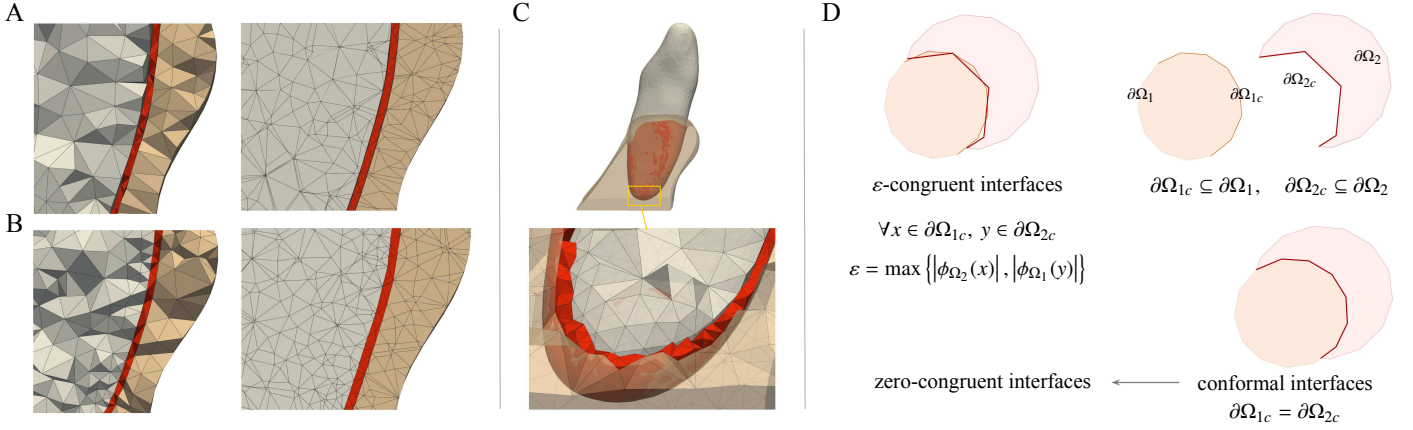 A
B
C
D
∂Ω₁
∂Ω₁c
∂Ω₂c
∂Ω₂
ε-congruent interfaces
∂Ω₁c ⊆ ∂Ω₁, ∂Ω₂c ⊆ ∂Ω₂
∀x ∈ ∂Ω₁c, y ∈ ∂Ω₂c
ε = max {|ϕΩ₂(x)|, |ϕΩ₁(y)|}
zero-congruent interfaces
conformal interfaces
∂Ω₁c = ∂Ω₂c